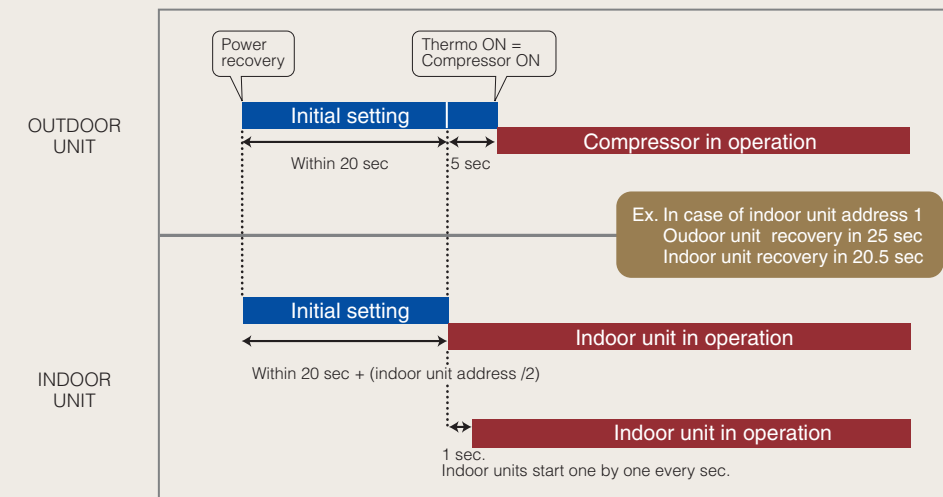 Power
recovery
Thermo ON =
Compressor ON
OUTDOOR
UNIT
Initial setting
Within 20 sec
5 sec
Compressor in operation
Ex. In case of indoor unit address 1
Oudoor unit recovery in 25 sec
Indoor unit recovery in 20.5 sec
INDOOR
UNIT
Initial setting
Indoor unit in operation
Within 20 sec + (indoor unit address /2)
Indoor unit in operation
1 sec.
Indoor units start one by one every sec.